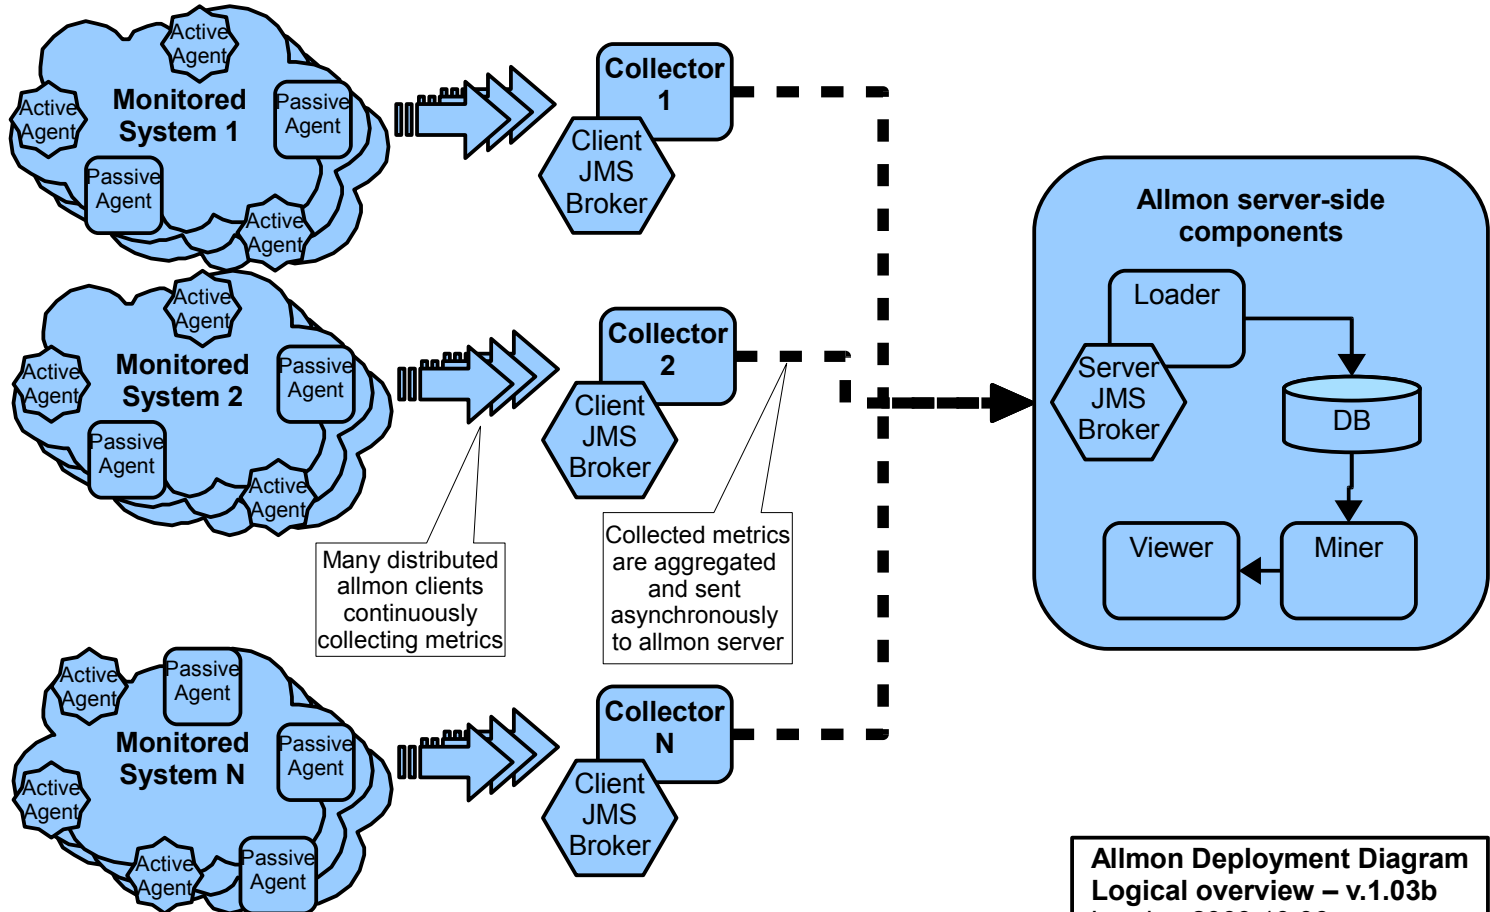 Active
Agent
Active
Agent
Monitored
System 1
Passive
Agent
Passive
Agent
Active
Agent
Collector
1
Client
JMS
Broker
Active
Agent
Active
Agent
Monitored
System 2
Passive
Agent
Passive
Agent
Active
Agent
Collector
2
Client
JMS
Broker
Many distributed
allmon clients
continuously
collecting metrics
Collected metrics
are aggregated
and sent
asynchronously
to allmon server
Active
Agent
Passive
Agent
Monitored
System N
Passive
Agent
Active
Agent
Active
Agent
Passive
Agent
Collector
N
Client
JMS
Broker
Allmon server-side
components
Loader
Server
JMS
Broker
DB
Viewer
Miner
Allmon Deployment Diagram
Logical overview – v.1.03b